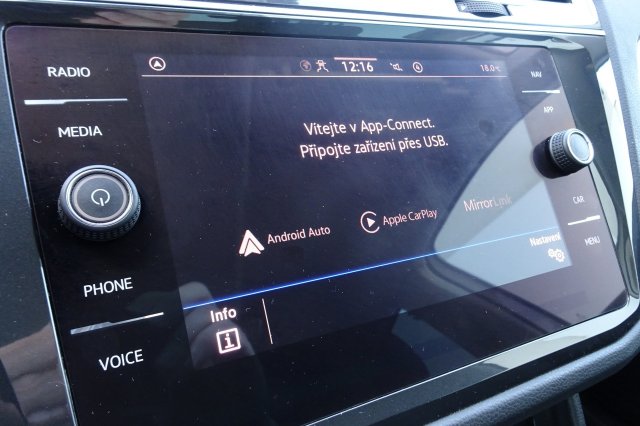 RADIO
MEDIA
PHONE
VOICE
12:16
18.0°C
Vítejte v App-Connect.
Připojte zařízení přes USB.
Android Auto
Apple CarPlay
MirrorLink
Nastavení
Info
NAV
APP
CAR
MENU